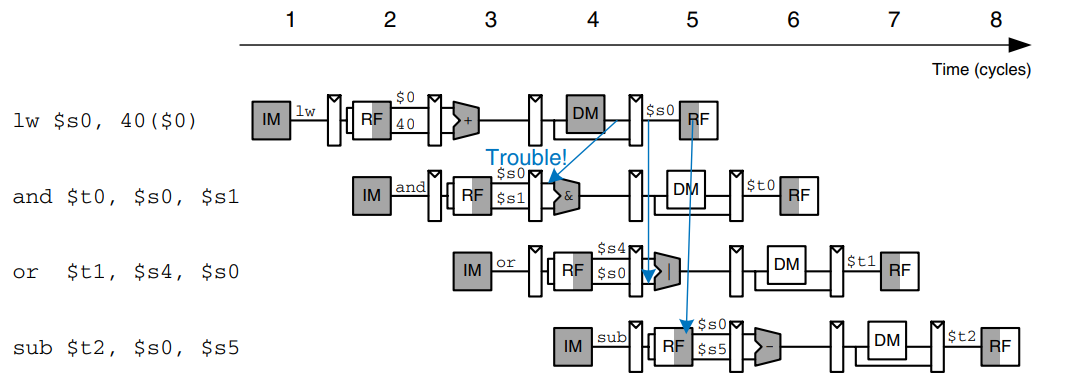 1 2 3 4 5 6 7 8
Time (cycles)
lw $s0, 40($0) IM lw RF $0 40 + DM $s0 RF
Trouble!
and $t0, $s0, $s1 IM and RF $s0 $s1 & DM $t0 RF
or $t1, $s4, $s0 IM or RF $s4 $s0 | DM $t1 RF
sub $t2, $s0, $s5 IM sub RF $s0 $s5 - DM $t2 RF